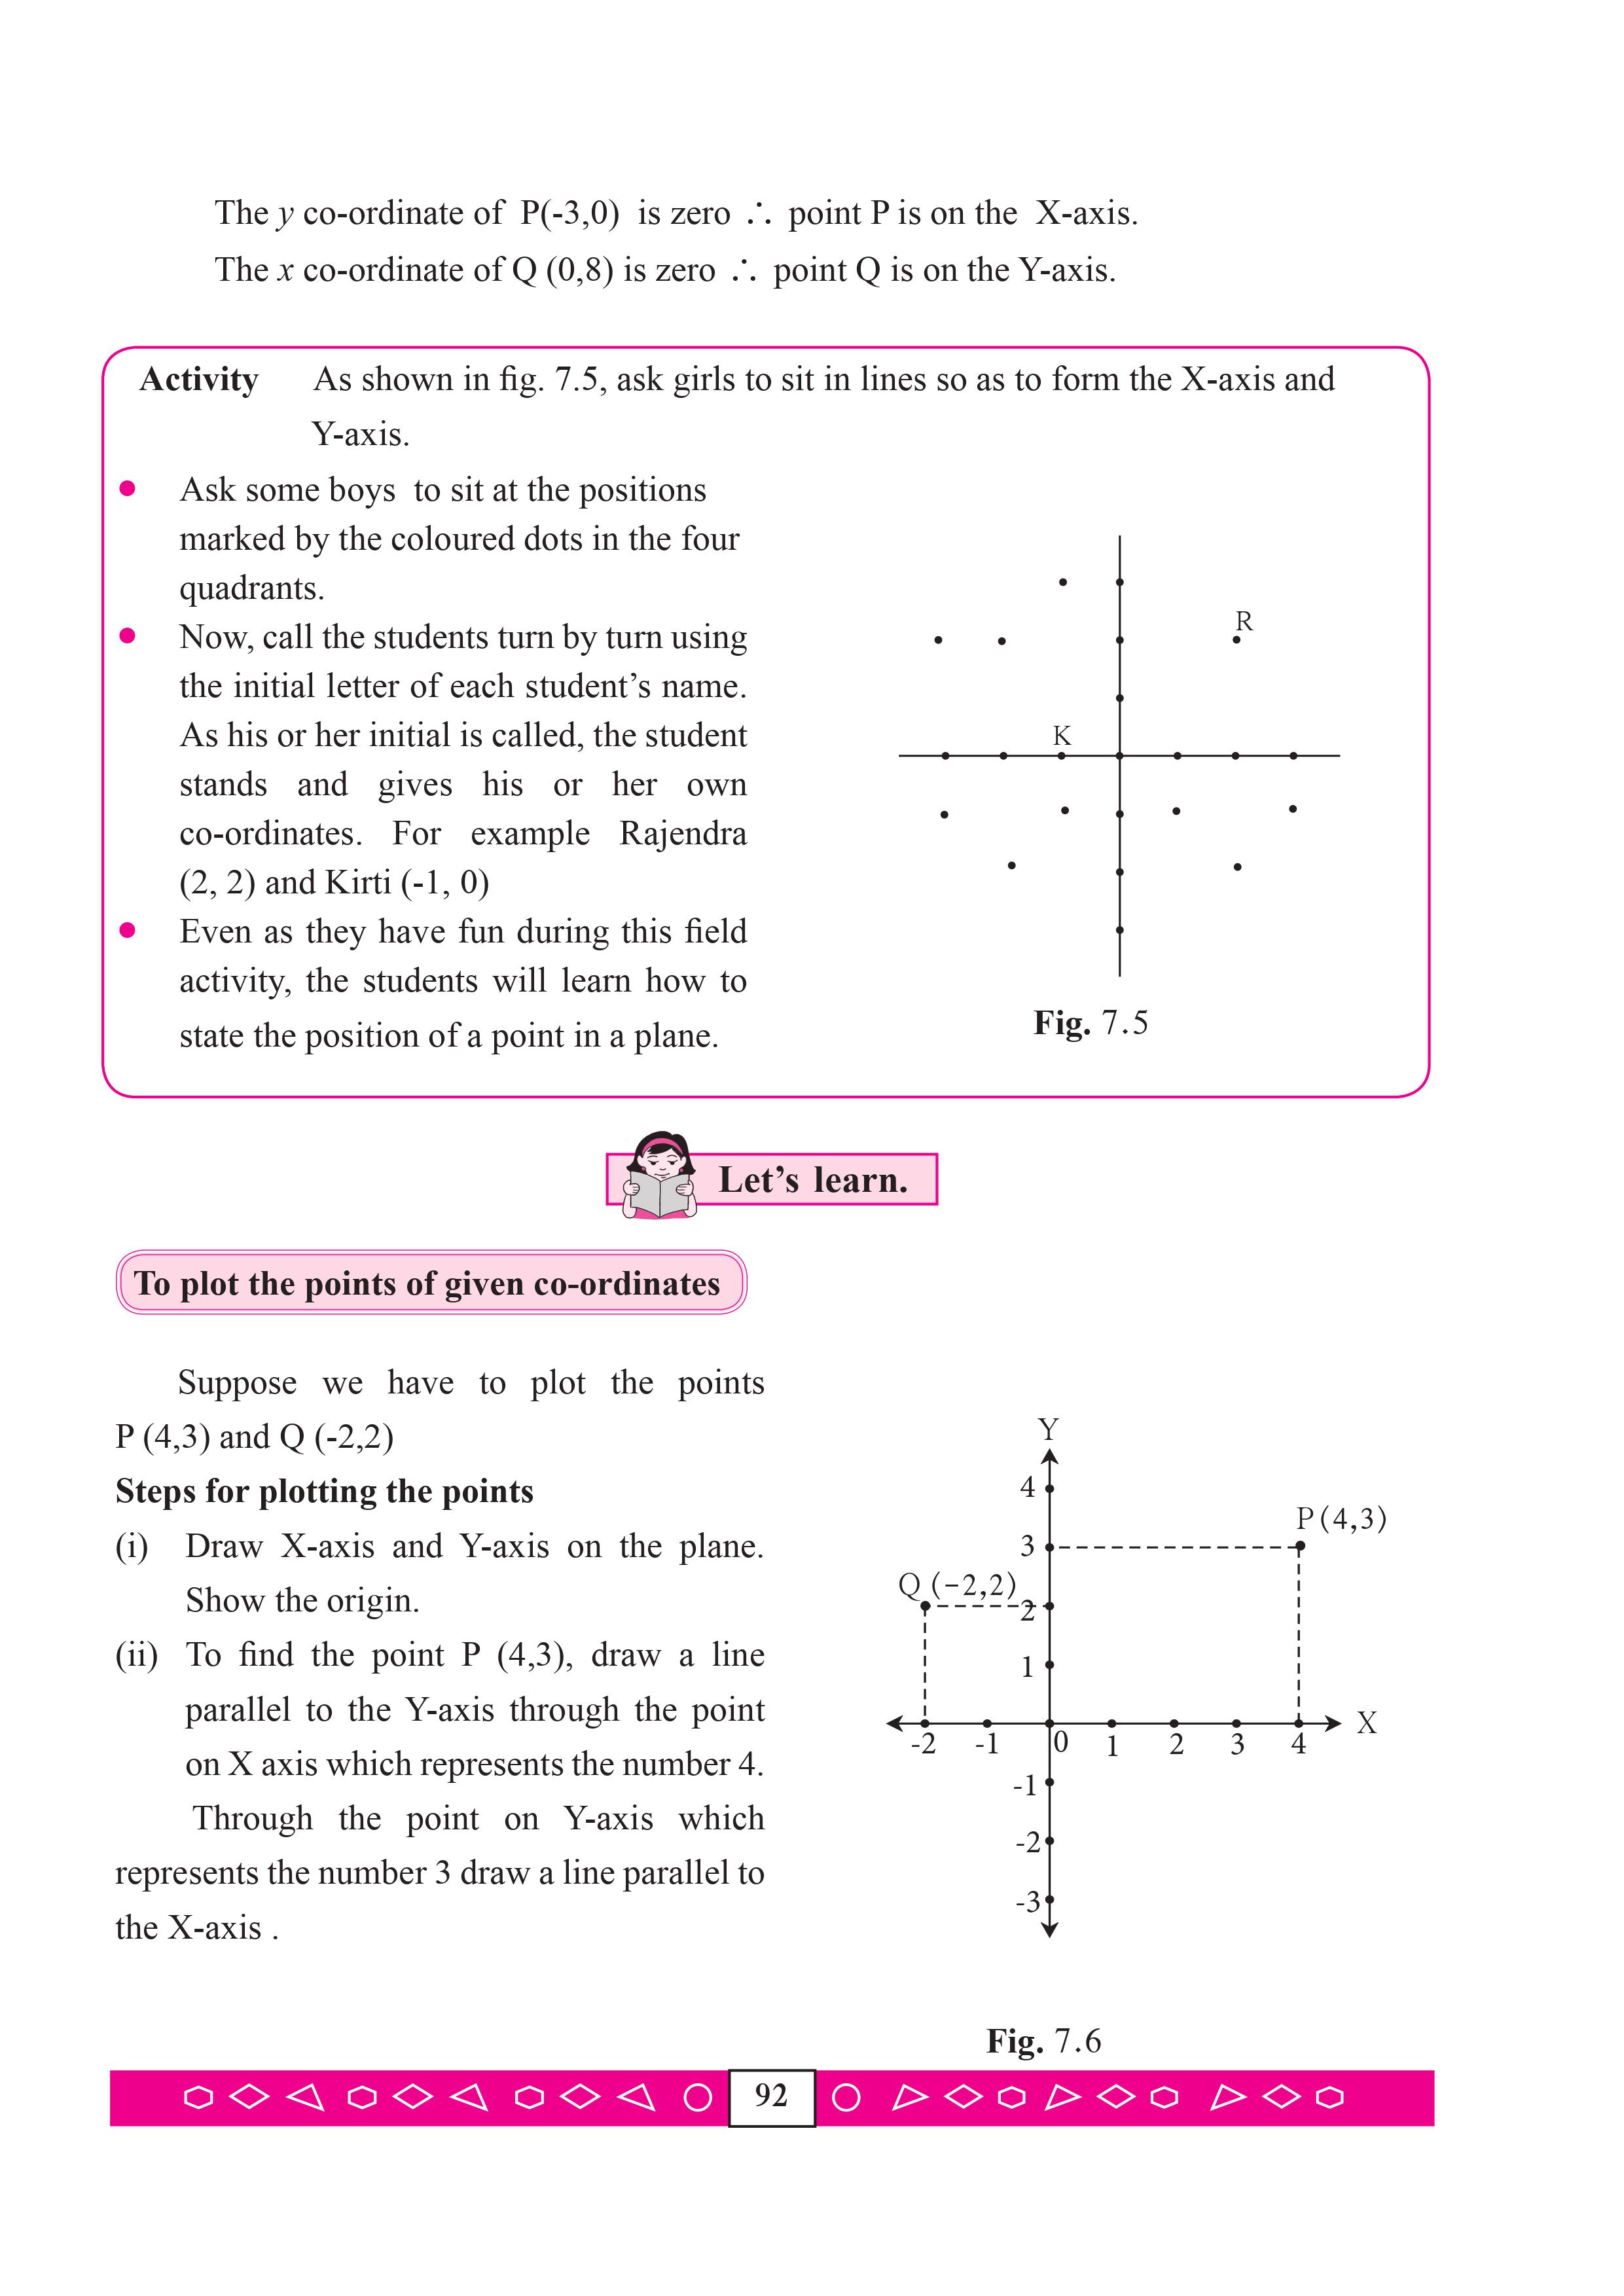 The y co-ordinate of P(-3,0) is zero ∴ point P is on the X-axis.
The x co-ordinate of Q (0,8) is zero ∴ point Q is on the Y-axis.
Activity As shown in fig. 7.5, ask girls to sit in lines so as to form the X-axis and
Y-axis.
● Ask some boys to sit at the positions
marked by the coloured dots in the four
quadrants.
● Now, call the students turn by turn using
the initial letter of each student’s name.
As his or her initial is called, the student
stands and gives his or her own
co-ordinates. For example Rajendra
(2, 2) and Kirti (-1, 0)
● Even as they have fun during this field
activity, the students will learn how to
state the position of a point in a plane.
R
K
Fig. 7.5
Let’s learn.
To plot the points of given co-ordinates
Suppose we have to plot the points
P (4,3) and Q (-2,2)
Steps for plotting the points
(i) Draw X-axis and Y-axis on the plane.
Show the origin.
(ii) To find the point P (4,3), draw a line
parallel to the Y-axis through the point
on X axis which represents the number 4.
Through the point on Y-axis which
represents the number 3 draw a line parallel to
the X-axis .
Y
4
P(4,3)
3
Q (-2,2)
2
1
X
-2 -1 0 1 2 3 4
-1
-2
-3
Fig. 7.6
92